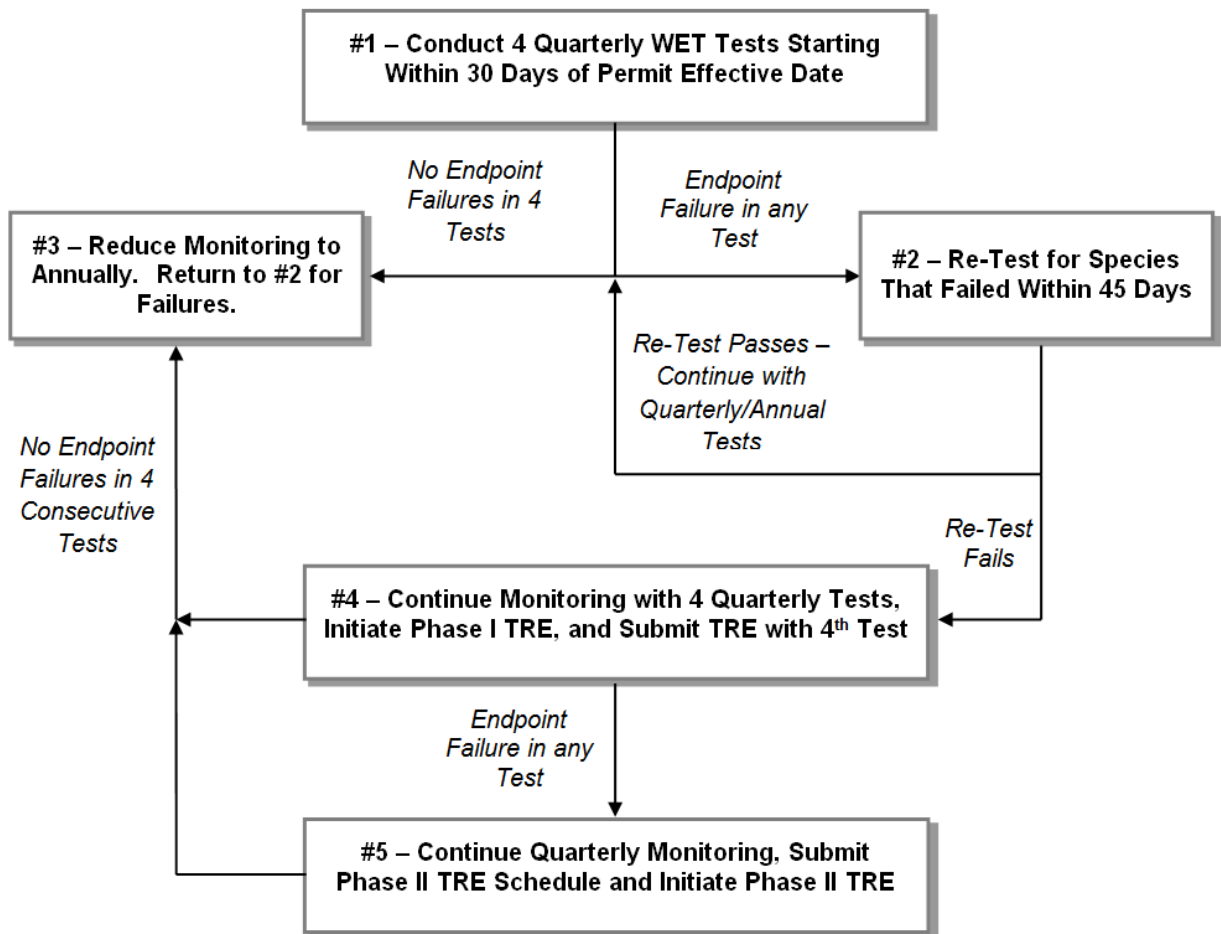 #1 – Conduct 4 Quarterly WET Tests Starting
Within 30 Days of Permit Effective Date
No Endpoint
Failures in 4
Tests
Endpoint
Failure in any
Test
#3 – Reduce Monitoring to
Annually. Return to #2 for
Failures.
#2 – Re-Test for Species
That Failed Within 45 Days
Re-Test Passes –
Continue with
Quarterly/Annual
Tests
No Endpoint
Failures in 4
Consecutive
Tests
Re-Test
Fails
#4 – Continue Monitoring with 4 Quarterly Tests,
Initiate Phase I TRE, and Submit TRE with 4th Test
Endpoint
Failure in any
Test
#5 – Continue Quarterly Monitoring, Submit
Phase II TRE Schedule and Initiate Phase II TRE